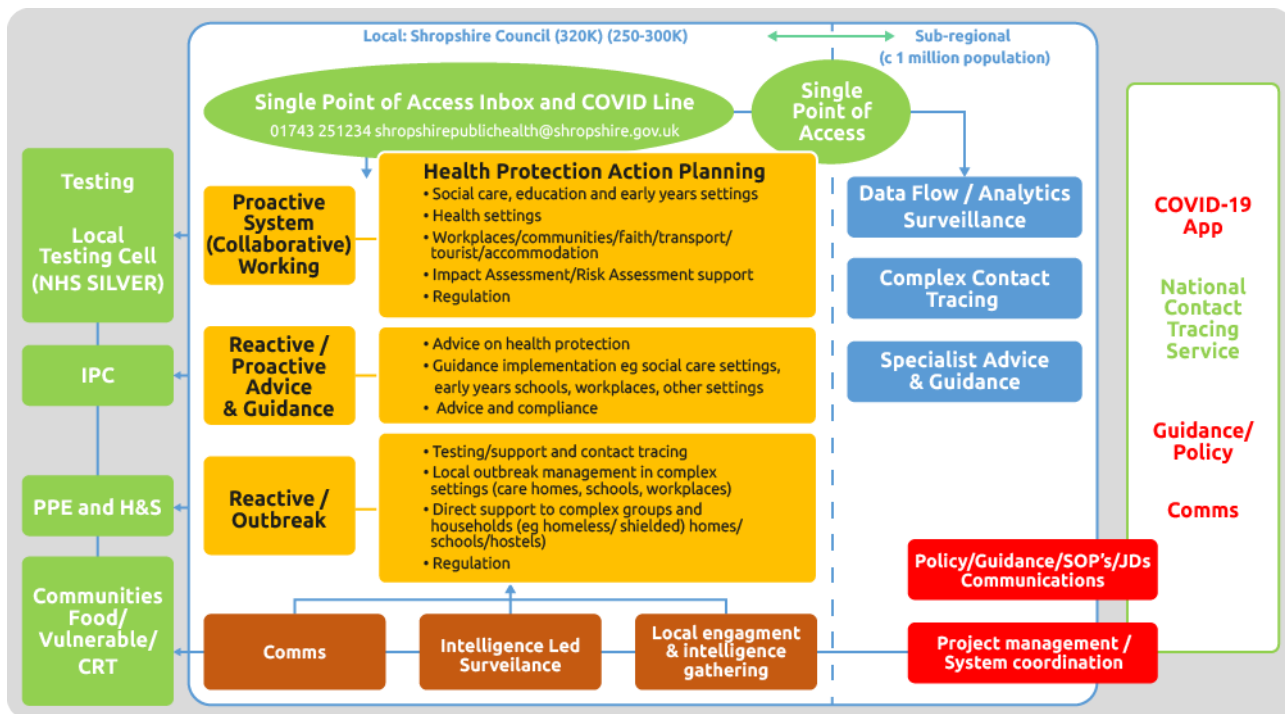 Local: Shropshire Council (320K) (250-300K)
Sub-regional
(c 1 million population)
Single Point of Access Inbox and COVID Line
01743 251234 shropshirepublichealth@shropshire.gov.uk
Single
Point of
Access
Testing
Local
Testing Cell
(NHS SILVER)
IPC
PPE and H&S
Communities
Food/
Vulnerable/
CRT
Proactive
System
(Collaborative)
Working
Health Protection Action Planning
• Social care, education and early years settings
• Health settings
• Workplaces/communities/faith/transport/
tourist/accommodation
• Impact Assessment/Risk Assessment support
• Regulation
Reactive /
Proactive
Advice
& Guidance
• Advice on health protection
• Guidance implementation eg social care settings,
early years schools, workplaces, other settings
• Advice and compliance
Reactive /
Outbreak
• Testing/support and contact tracing
• Local outbreak management in complex
settings (care homes, schools, workplaces)
• Direct support to complex groups and
households (eg homeless/ shielded) homes/
schools/hostels)
• Regulation
Comms
Intelligence Led
Surveilance
Local engagment
& intelligence
gathering
Data Flow / Analytics
Surveillance
Complex Contact
Tracing
Specialist Advice
& Guidance
Policy/Guidance/SOP's/JDs
Communications
Project management /
System coordination
COVID-19
App
National
Contact
Tracing
Service
Guidance/
Policy
Comms